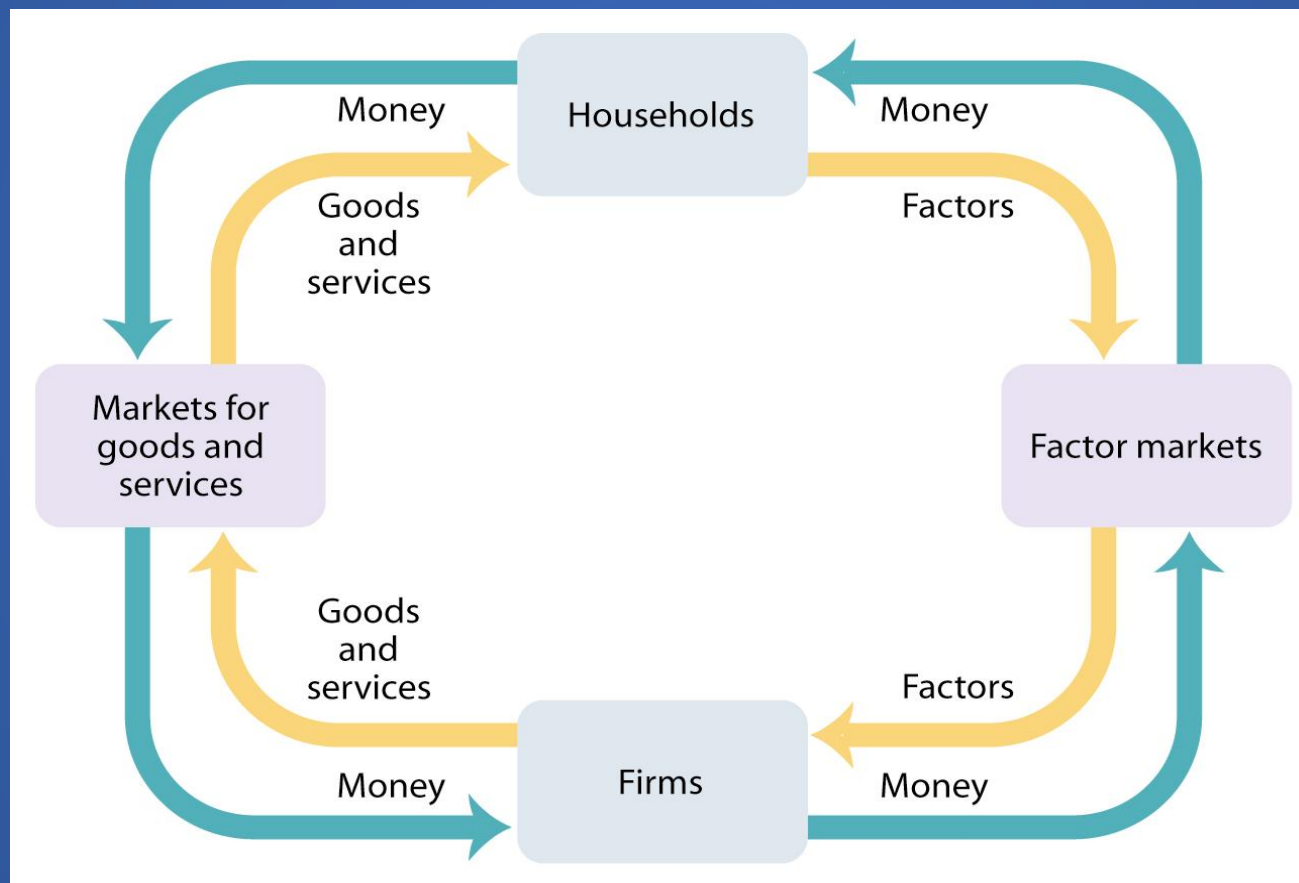 Households
Money
Money
Goods
and
services
Factors
Markets for
goods and
services
Factor markets
Goods
and
services
Factors
Firms
Money
Money